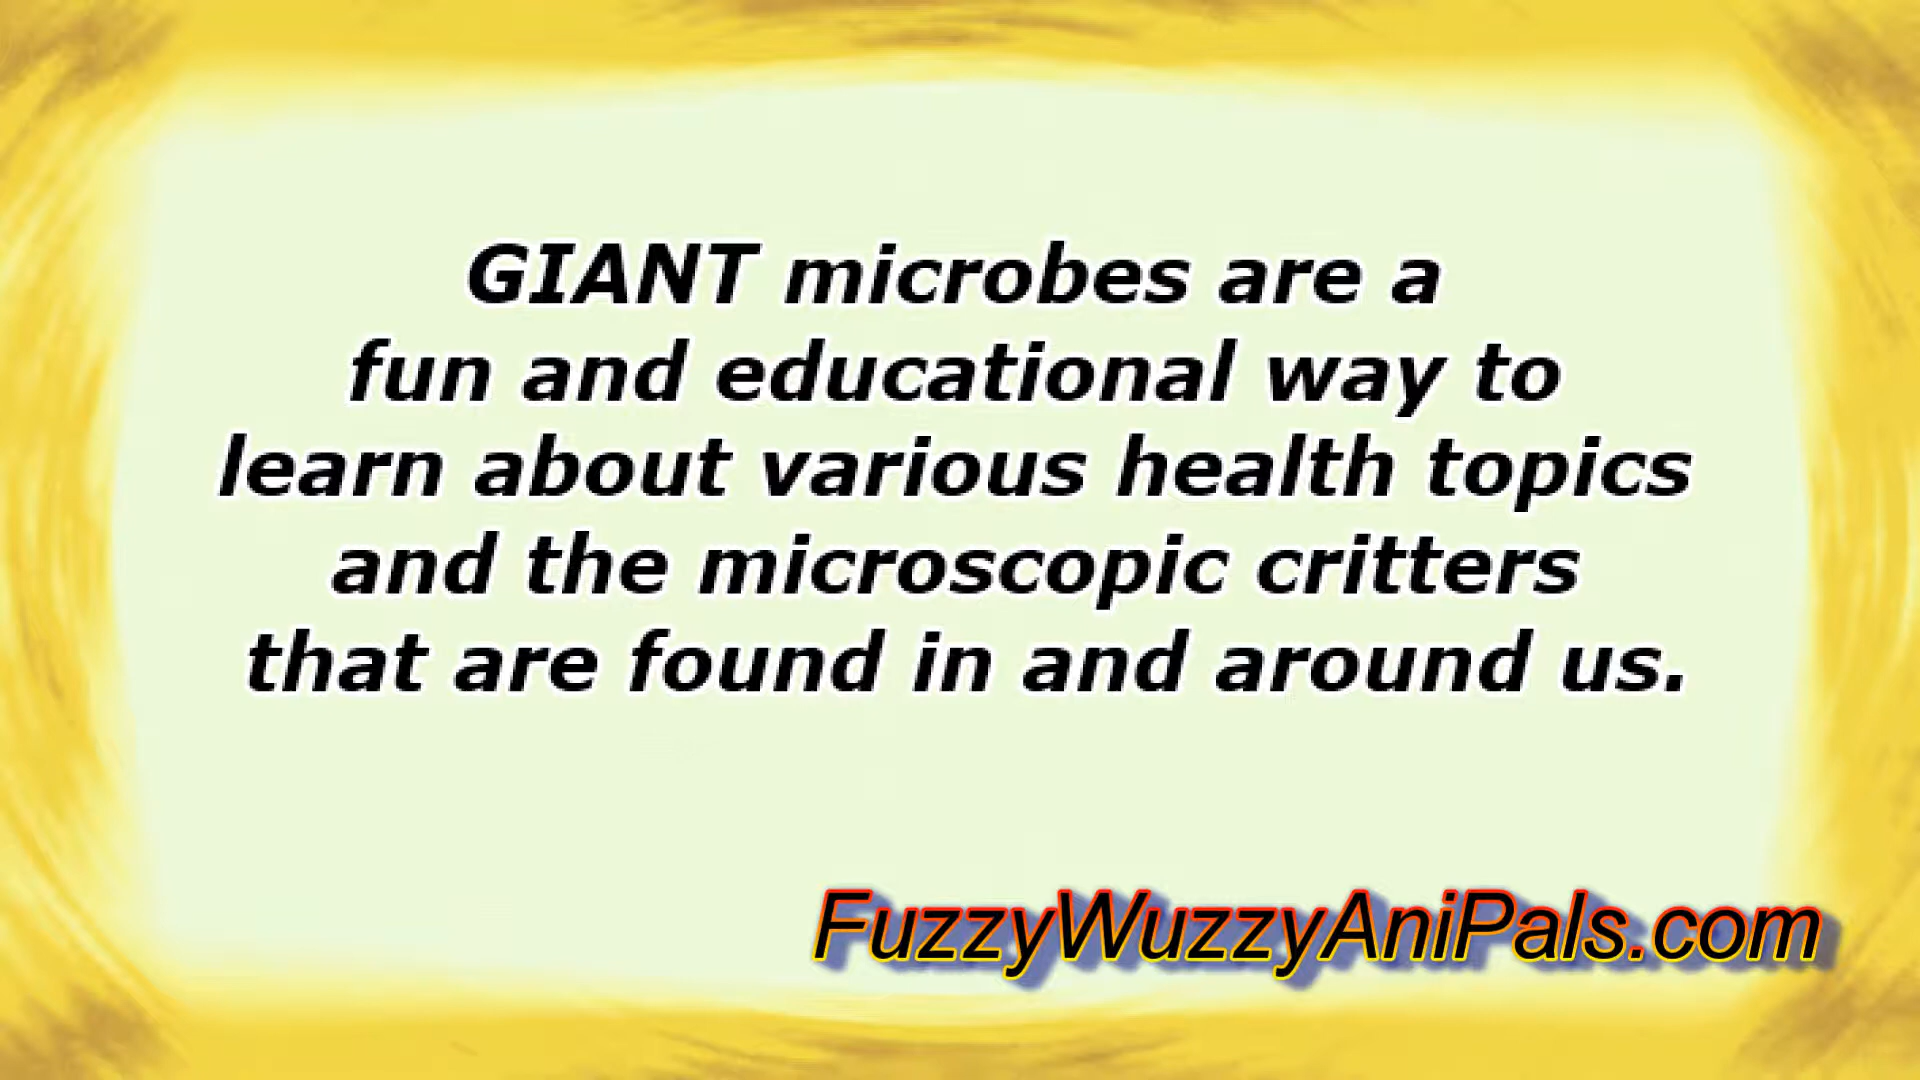 GIANT microbes are a
fun and educational way to
learn about various health topics
and the microscopic critters
that are found in and around us.
FuzzyWuzzyAniPals.com